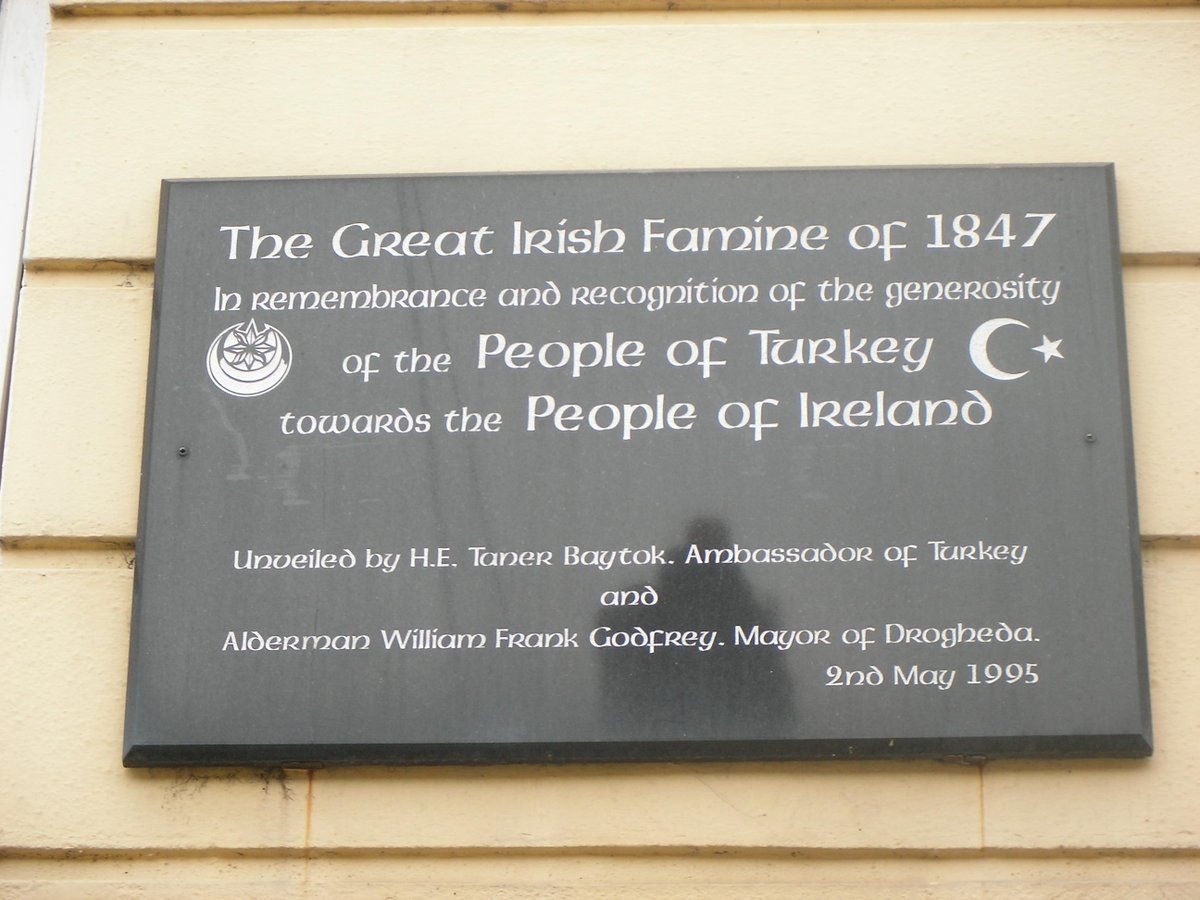 The Great Irish Famine of 1847
In remembrance and recognition of the generosity
of the People of Turkey
towards the People of Ireland
Unveiled by H.E. Taner Baytok. Ambassador of Turkey
and
Alderman William Frank Godfrey. Mayor of Drogheda.
2nd May 1995